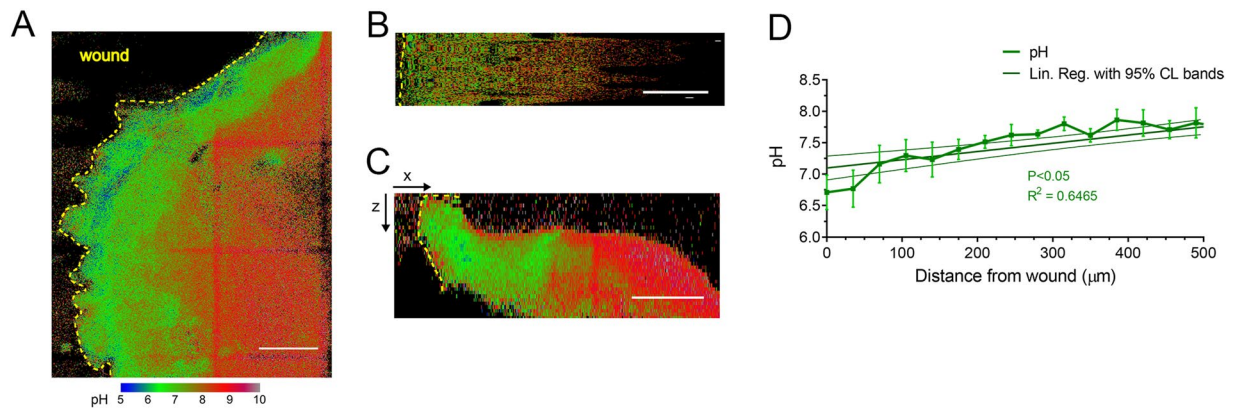 A
wound
pH 5 6 7 8 9 10
B
C
x
z
D
pH
Lin. Reg. with 95% CL bands
8.5
8.0
7.5
7.0
6.5
6.0
pH
P<0.05
R² = 0.6465
0 100 200 300 400 500
Distance from wound (μm)